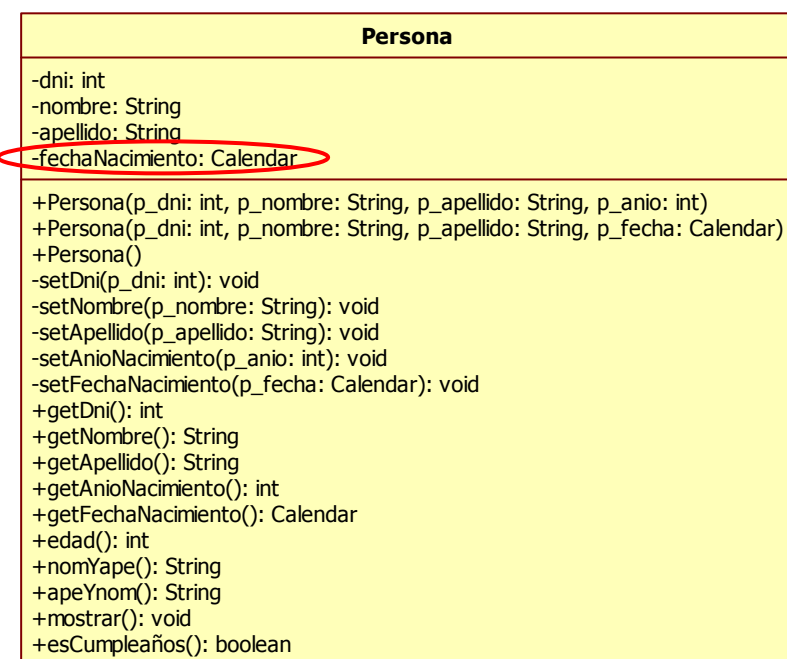 Persona
-dni: int
-nombre: String
-apellido: String
-fechaNacimiento: Calendar
+Persona(p_dni: int, p_nombre: String, p_apellido: String, p_anio: int)
+Persona(p_dni: int, p_nombre: String, p_apellido: String, p_fecha: Calendar)
+Persona()
-setDni(p_dni: int): void
-setNombre(p_nombre: String): void
-setApellido(p_apellido: String): void
-setAnioNacimiento(p_anio: int): void
-setFechaNacimiento(p_fecha: Calendar): void
+getDni(): int
+getNombre(): String
+getApellido(): String
+getAnioNacimiento(): int
+getFechaNacimiento(): Calendar
+edad(): int
+nomYape(): String
+apeYnom(): String
+mostrar(): void
+esCumpleaños(): boolean